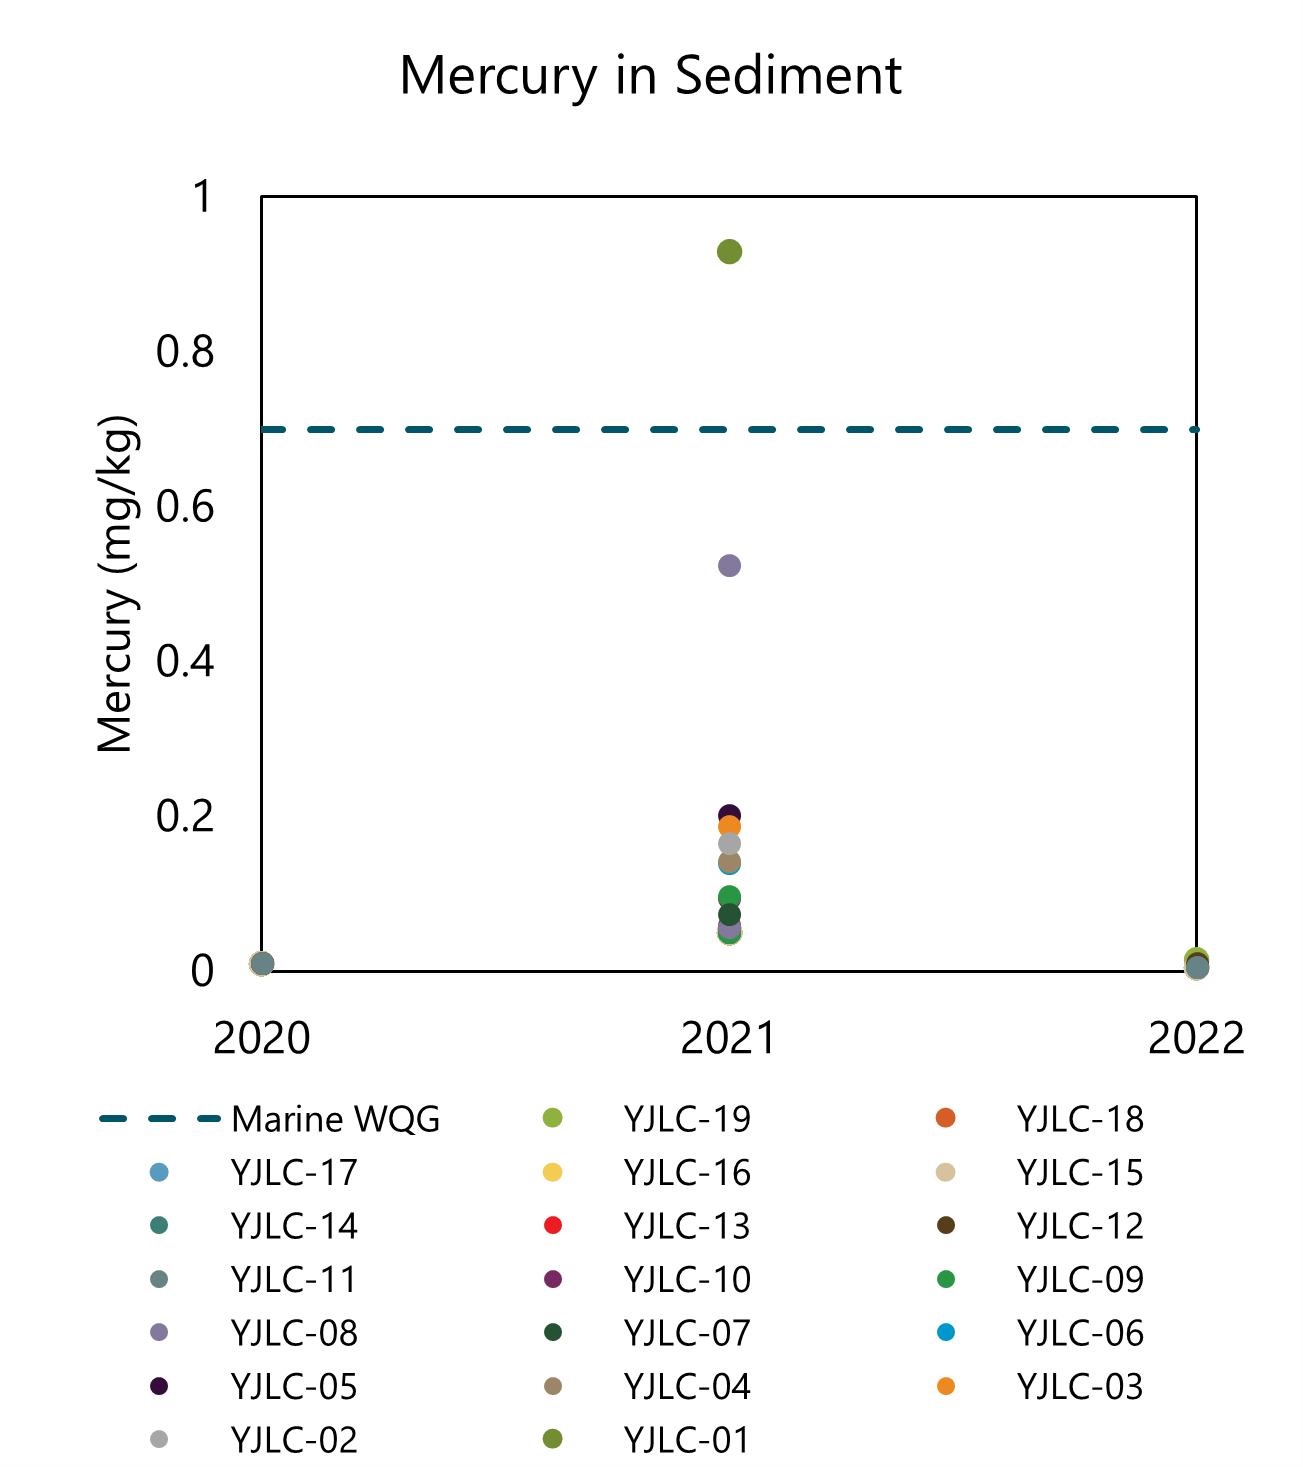 Mercury in Sediment
Mercury (mg/kg)
1
0.8
0.6
0.4
0.2
0
2020 2021 2022
Marine WQG YJLC-19 YJLC-18
YJLC-17 YJLC-16 YJLC-15
YJLC-14 YJLC-13 YJLC-12
YJLC-11 YJLC-10 YJLC-09
YJLC-08 YJLC-07 YJLC-06
YJLC-05 YJLC-04 YJLC-03
YJLC-02 YJLC-01